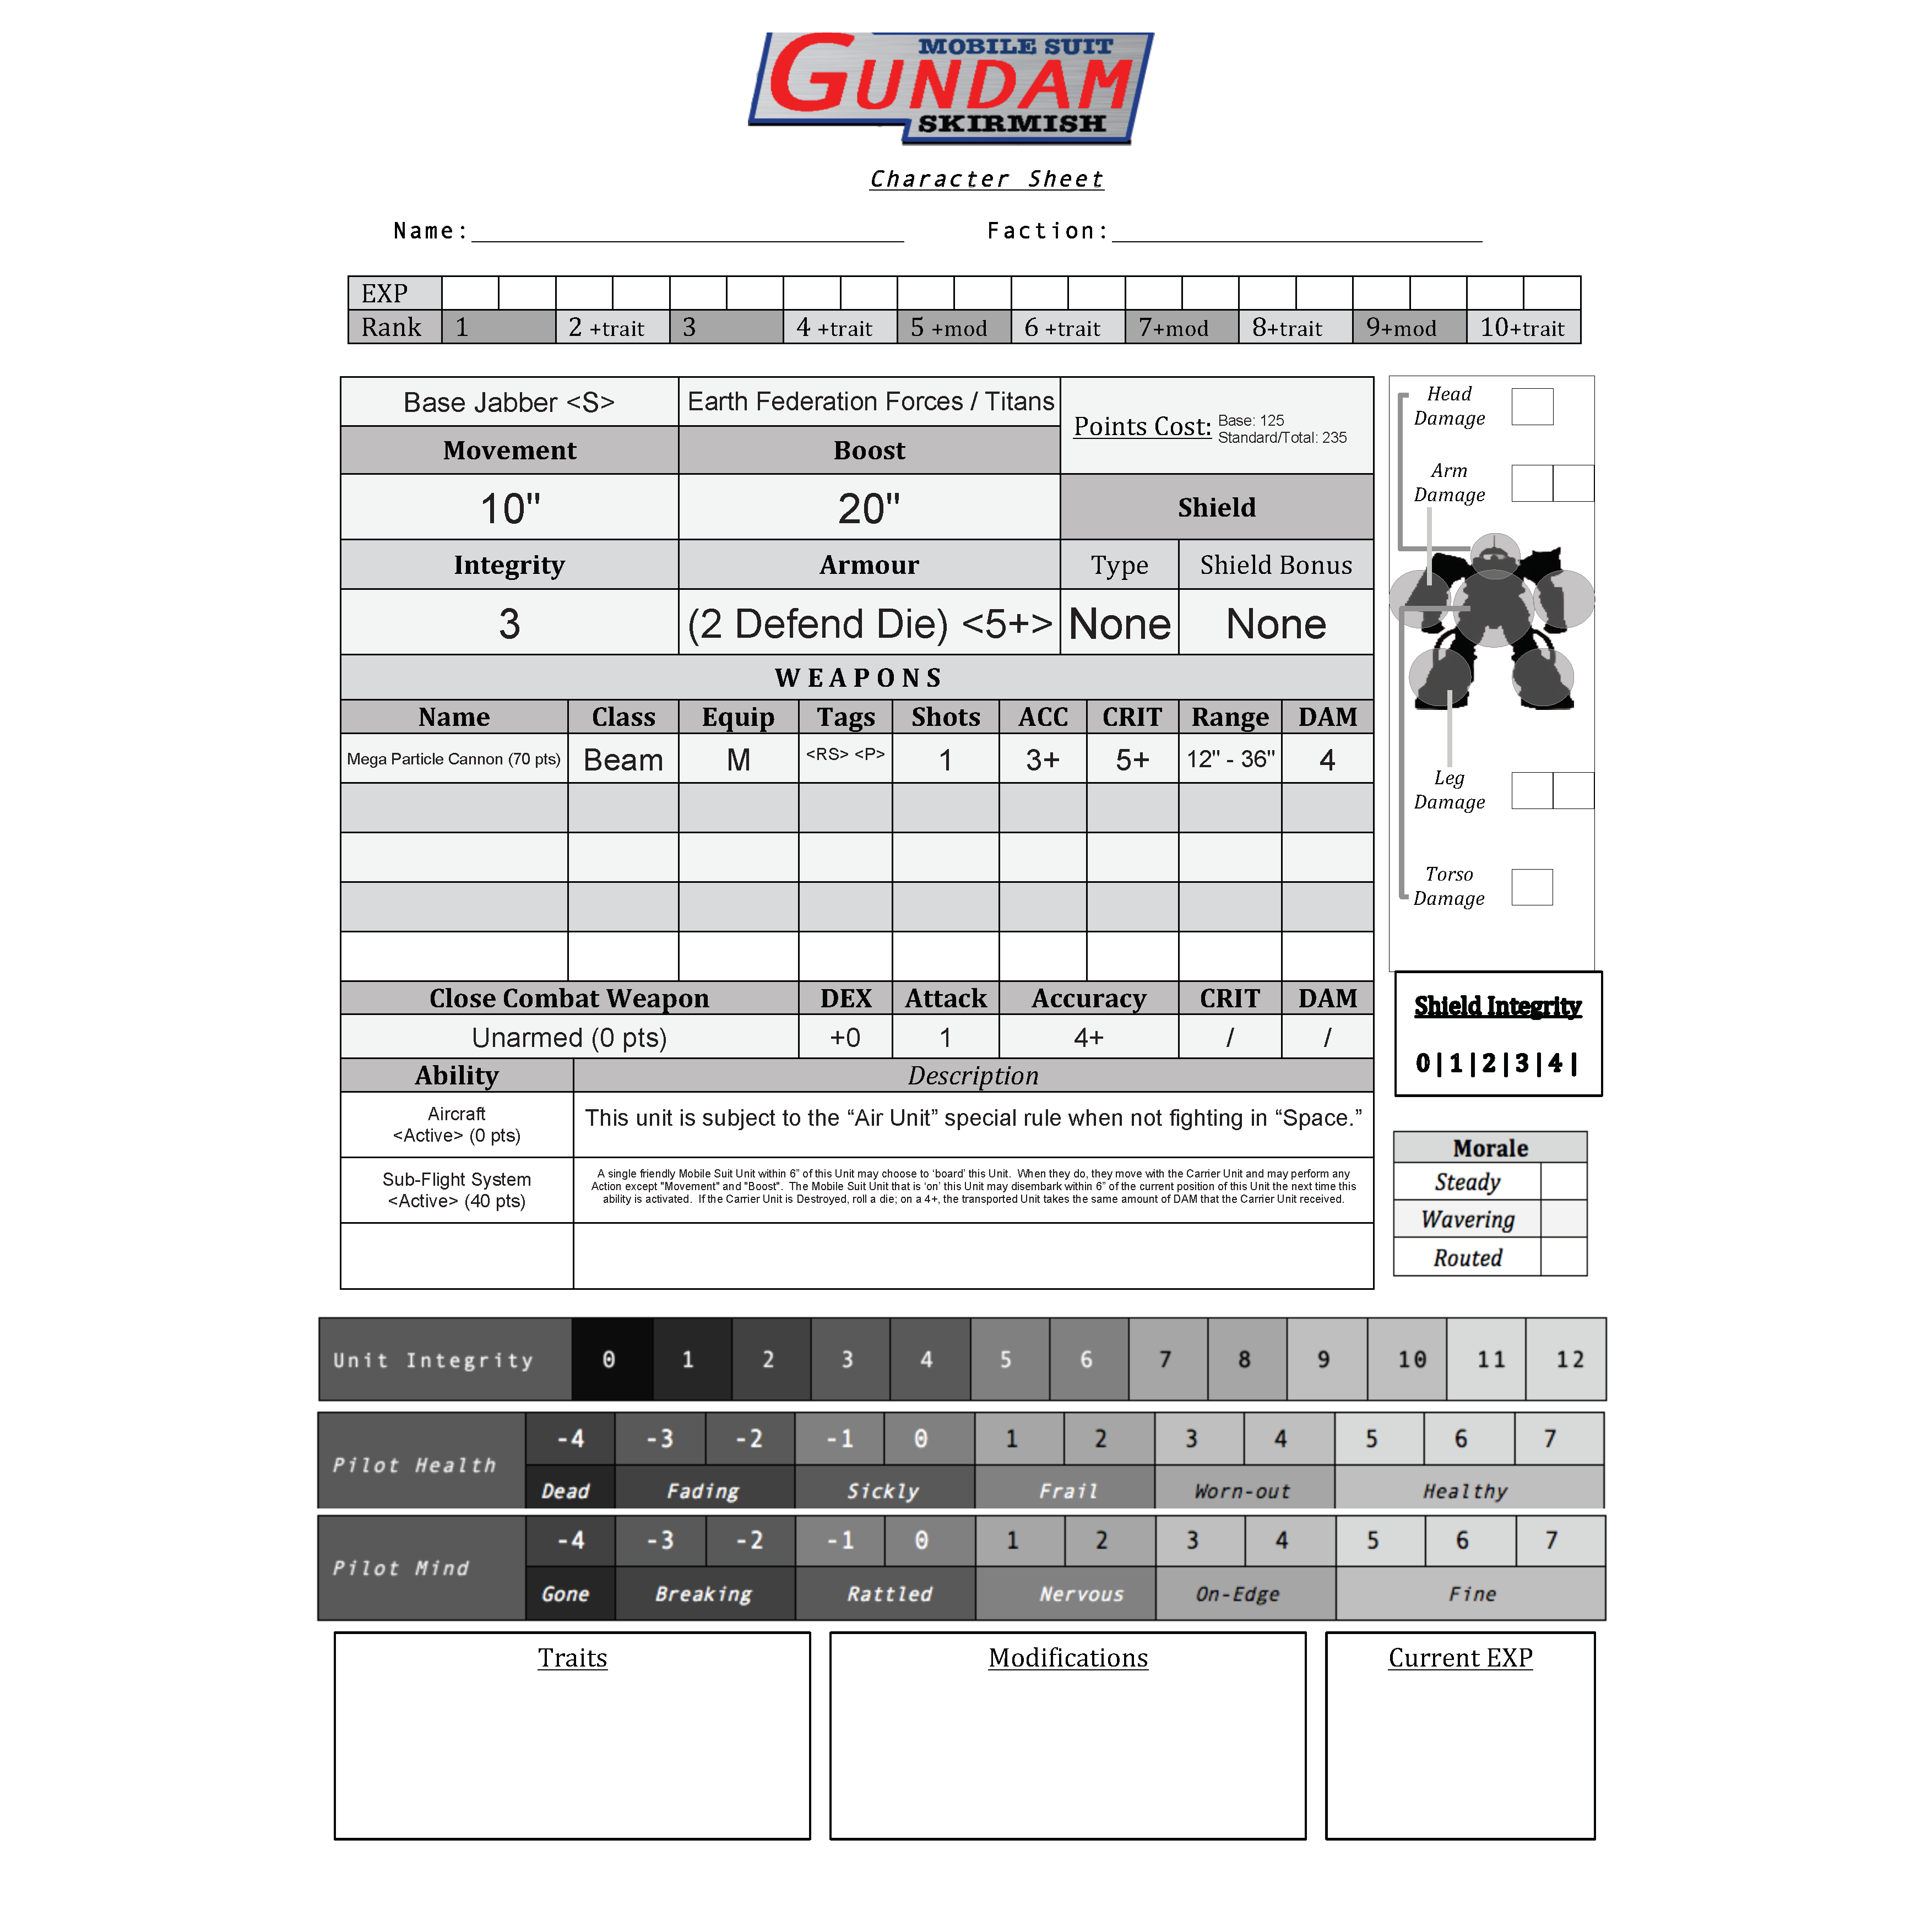 MOBILE SUIT
GUNDAM
SKIRMISH
Character Sheet
Name: Faction:
EXP
Rank 1 2 +trait 3 4 +trait 5 +mod 6 +trait 7+mod 8+trait 9+mod 10+trait
Base Jabber <S> Earth Federation Forces / Titans Points Cost: Base: 125
Standard/Total: 235
Movement Boost
10" 20" Shield
Integrity Armour Type Shield Bonus
3 (2 Defend Die) <5+> None None
WEAPONS
Name Class Equip Tags Shots ACC CRIT Range DAM
Mega Particle Cannon (70 pts) Beam M <RS> <P> 1 3+ 5+ 12" - 36" 4
Close Combat Weapon DEX Attack Accuracy CRIT DAM
Unarmed (0 pts) +0 1 4+ / /
Ability Description
Aircraft
<Active> (0 pts)
This unit is subject to the “Air Unit” special rule when not fighting in “Space.”
Sub-Flight System
<Active> (40 pts)
A single friendly Mobile Suit Unit within 6” of this Unit may choose to ‘board’ this Unit. When they do, they move with the Carrier Unit and may perform any
Action except "Movement" and "Boost". The Mobile Suit Unit that is ‘on’ this Unit may disembark within 6” of the current position of this Unit the next time this
ability is activated. If the Carrier Unit is Destroyed, roll a die; on a 4+, the transported Unit takes the same amount of DAM that the Carrier Unit received.
Head
Damage
Arm
Damage
Leg
Damage
Torso
Damage
Shield Integrity
0|1|2|3|4|
Morale
Steady
Wavering
Routed
Unit Integrity 0 1 2 3 4 5 6 7 8 9 10 11 12
Pilot Health -4 -3 -2 -1 0 1 2 3 4 5 6 7
Dead Fading Sickly Frail Worn-out Healthy
Pilot Mind -4 -3 -2 -1 0 1 2 3 4 5 6 7
Gone Breaking Rattled Nervous On-Edge Fine
Traits Modifications Current EXP